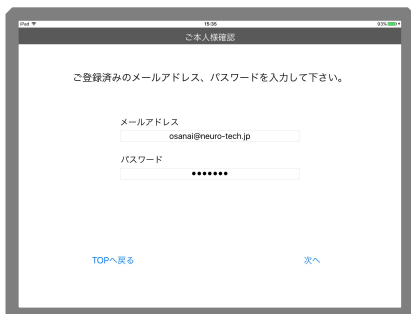 iPad 15:35 93%
ご本人様確認
ご登録済みのメールアドレス、パスワードを入力して下さい。
メールアドレス
osanai@neuro-tech.jp
パスワード
•••••••
TOPへ戻る 次へ